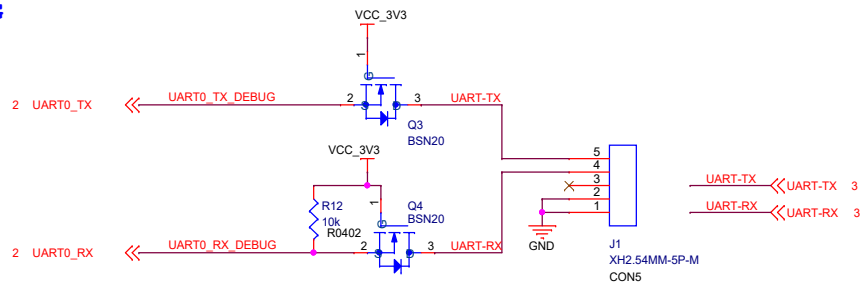 G
VCC_3V3
1
G
2 UART0_TX
UART0_TX_DEBUG
2
S
D
3
UART-TX
Q3
BSN20
VCC_3V3
5
4
3
2
1
R12
10k
R0402
1
G
Q4
BSN20
UART-TX
UART-TX 3
UART-RX
UART-RX 3
2 UART0_RX
UART0_RX_DEBUG
2
S
D
3
UART-RX
GND
J1
XH2.54MM-5P-M
CON5